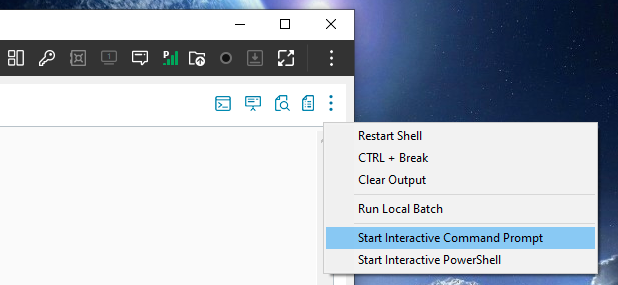 1
P
Restart Shell
CTRL + Break
Clear Output
Run Local Batch
Start Interactive Command Prompt
Start Interactive PowerShell